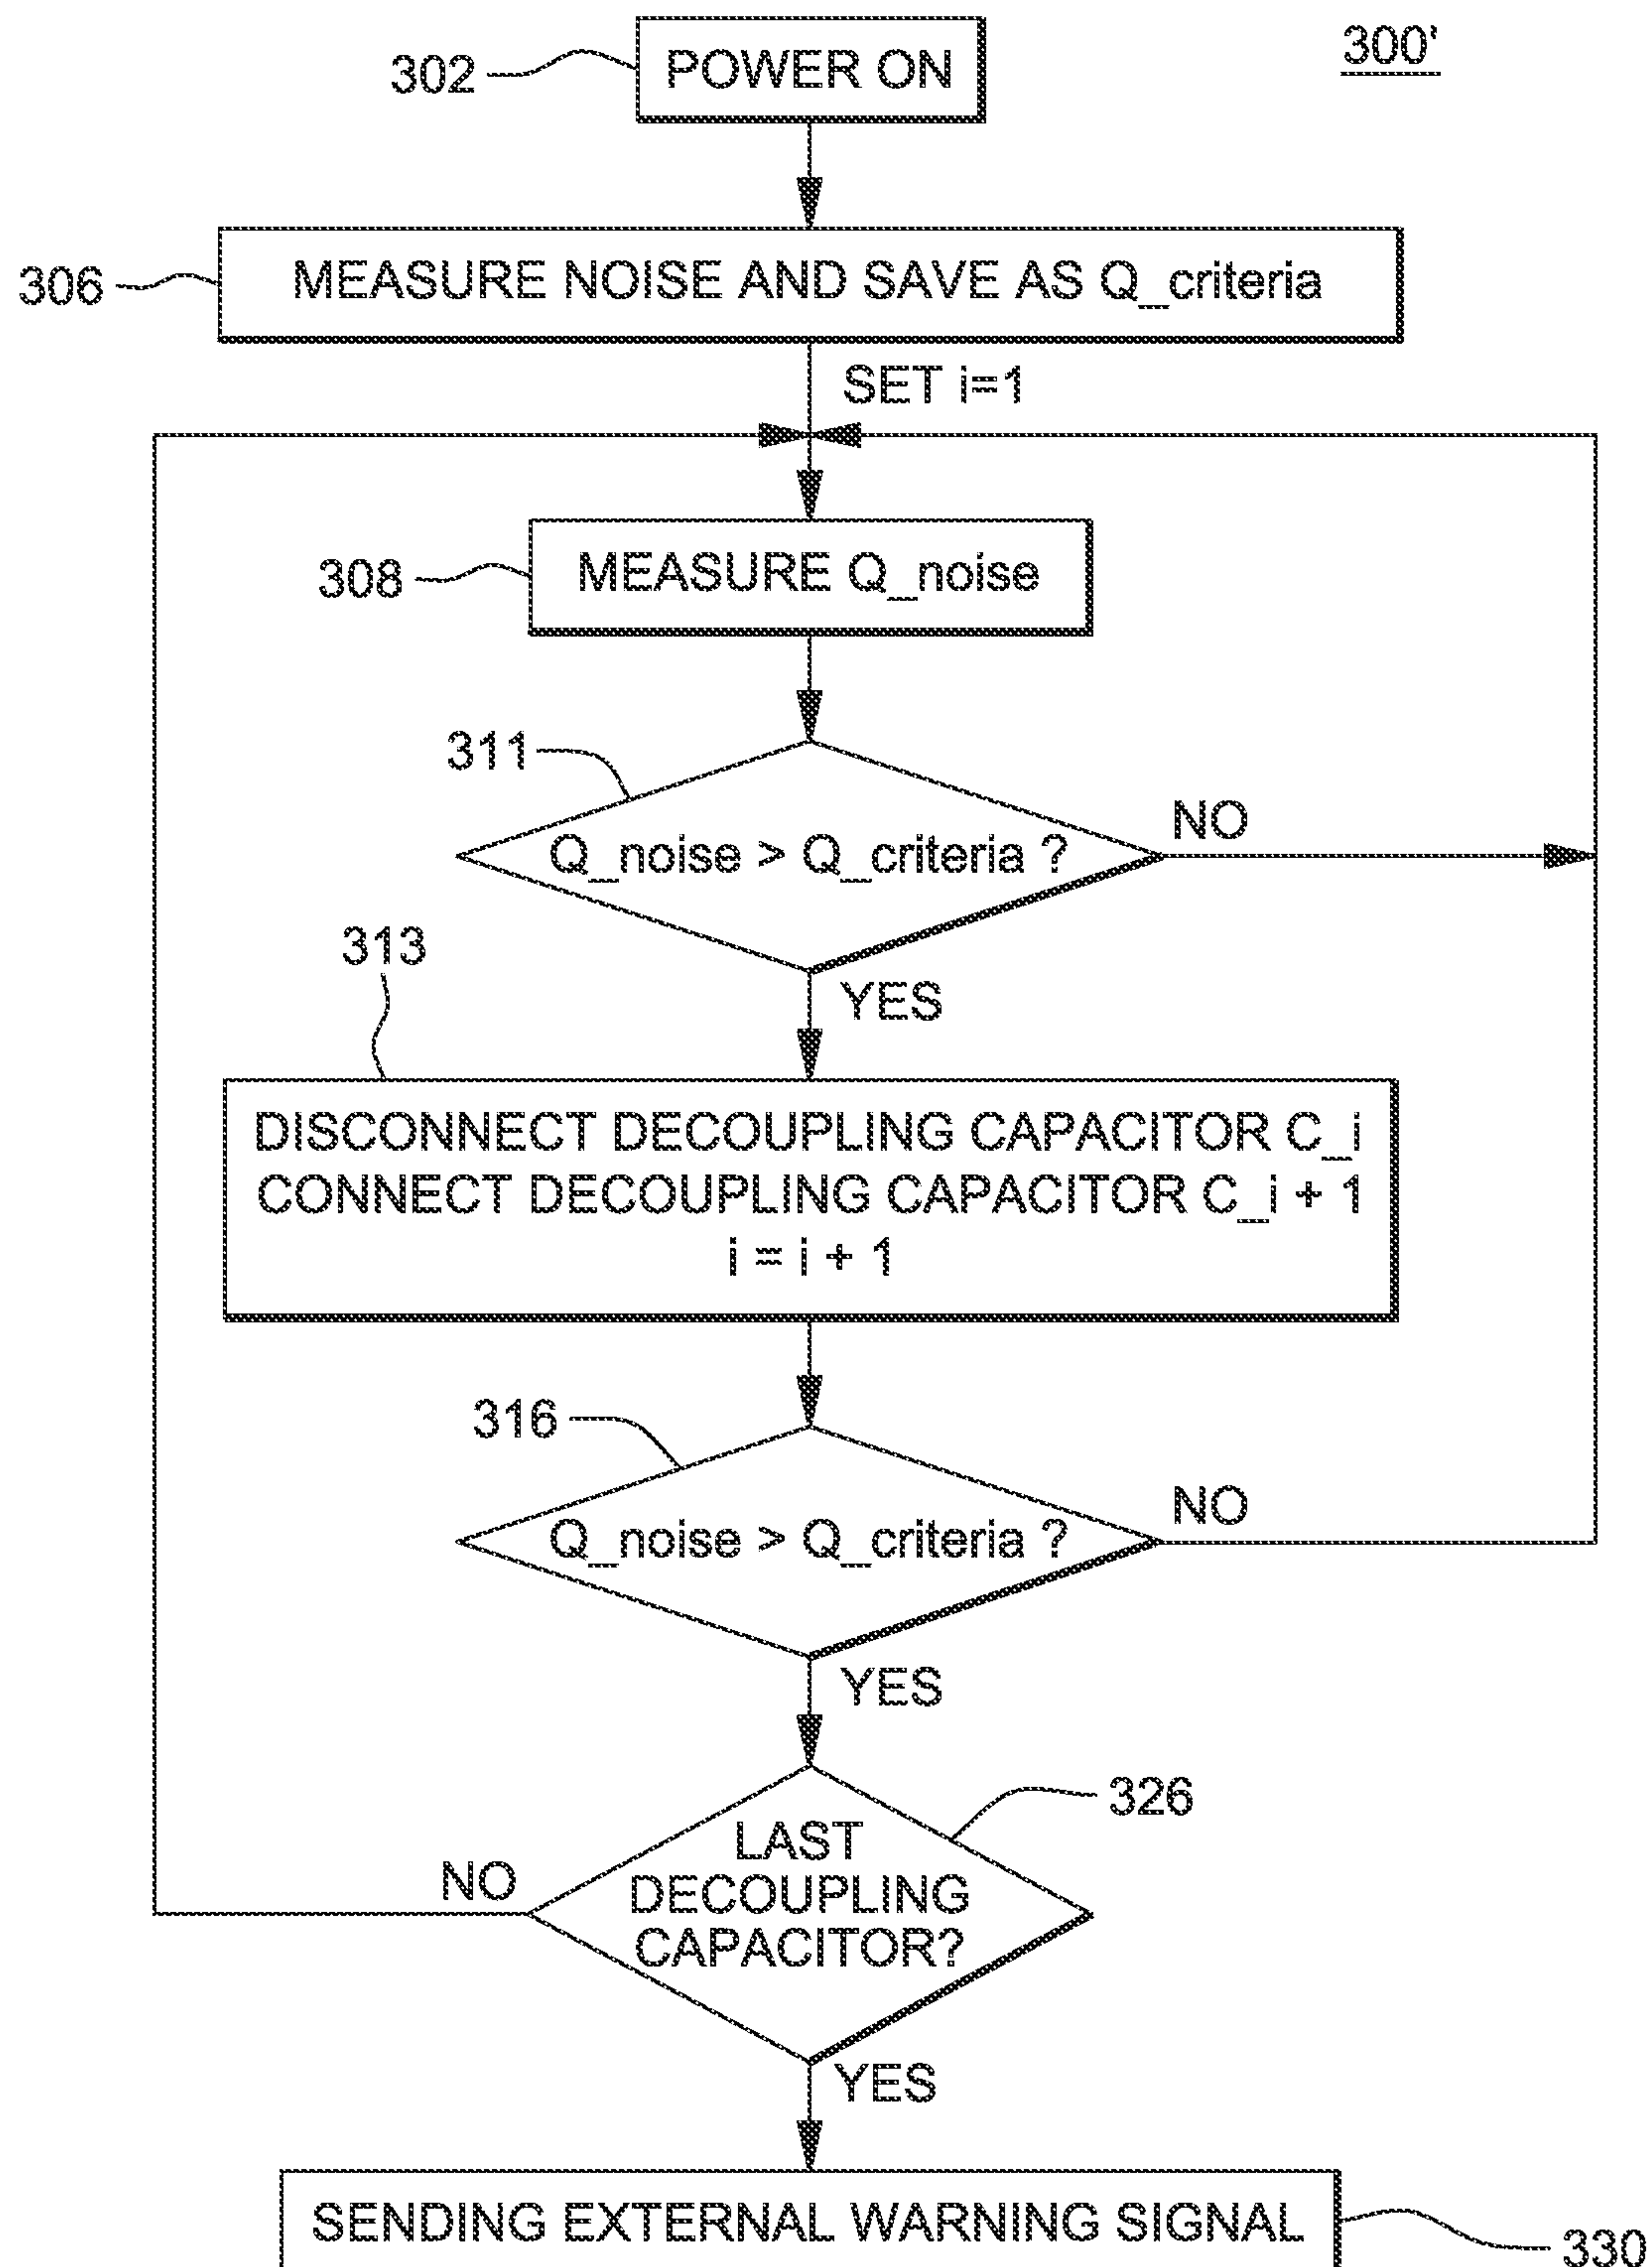 300'
302
POWER ON
306
MEASURE NOISE AND SAVE AS Q_criteria
SET i=1
308
MEASURE Q_noise
311
Q_noise > Q_criteria ?
NO
YES
313
DISCONNECT DECOUPLING CAPACITOR C_i
CONNECT DECOUPLING CAPACITOR C_i + 1
i = i + 1
316
Q_noise > Q_criteria ?
NO
YES
326
LAST
DECOUPLING
CAPACITOR?
NO
YES
SENDING EXTERNAL WARNING SIGNAL
330